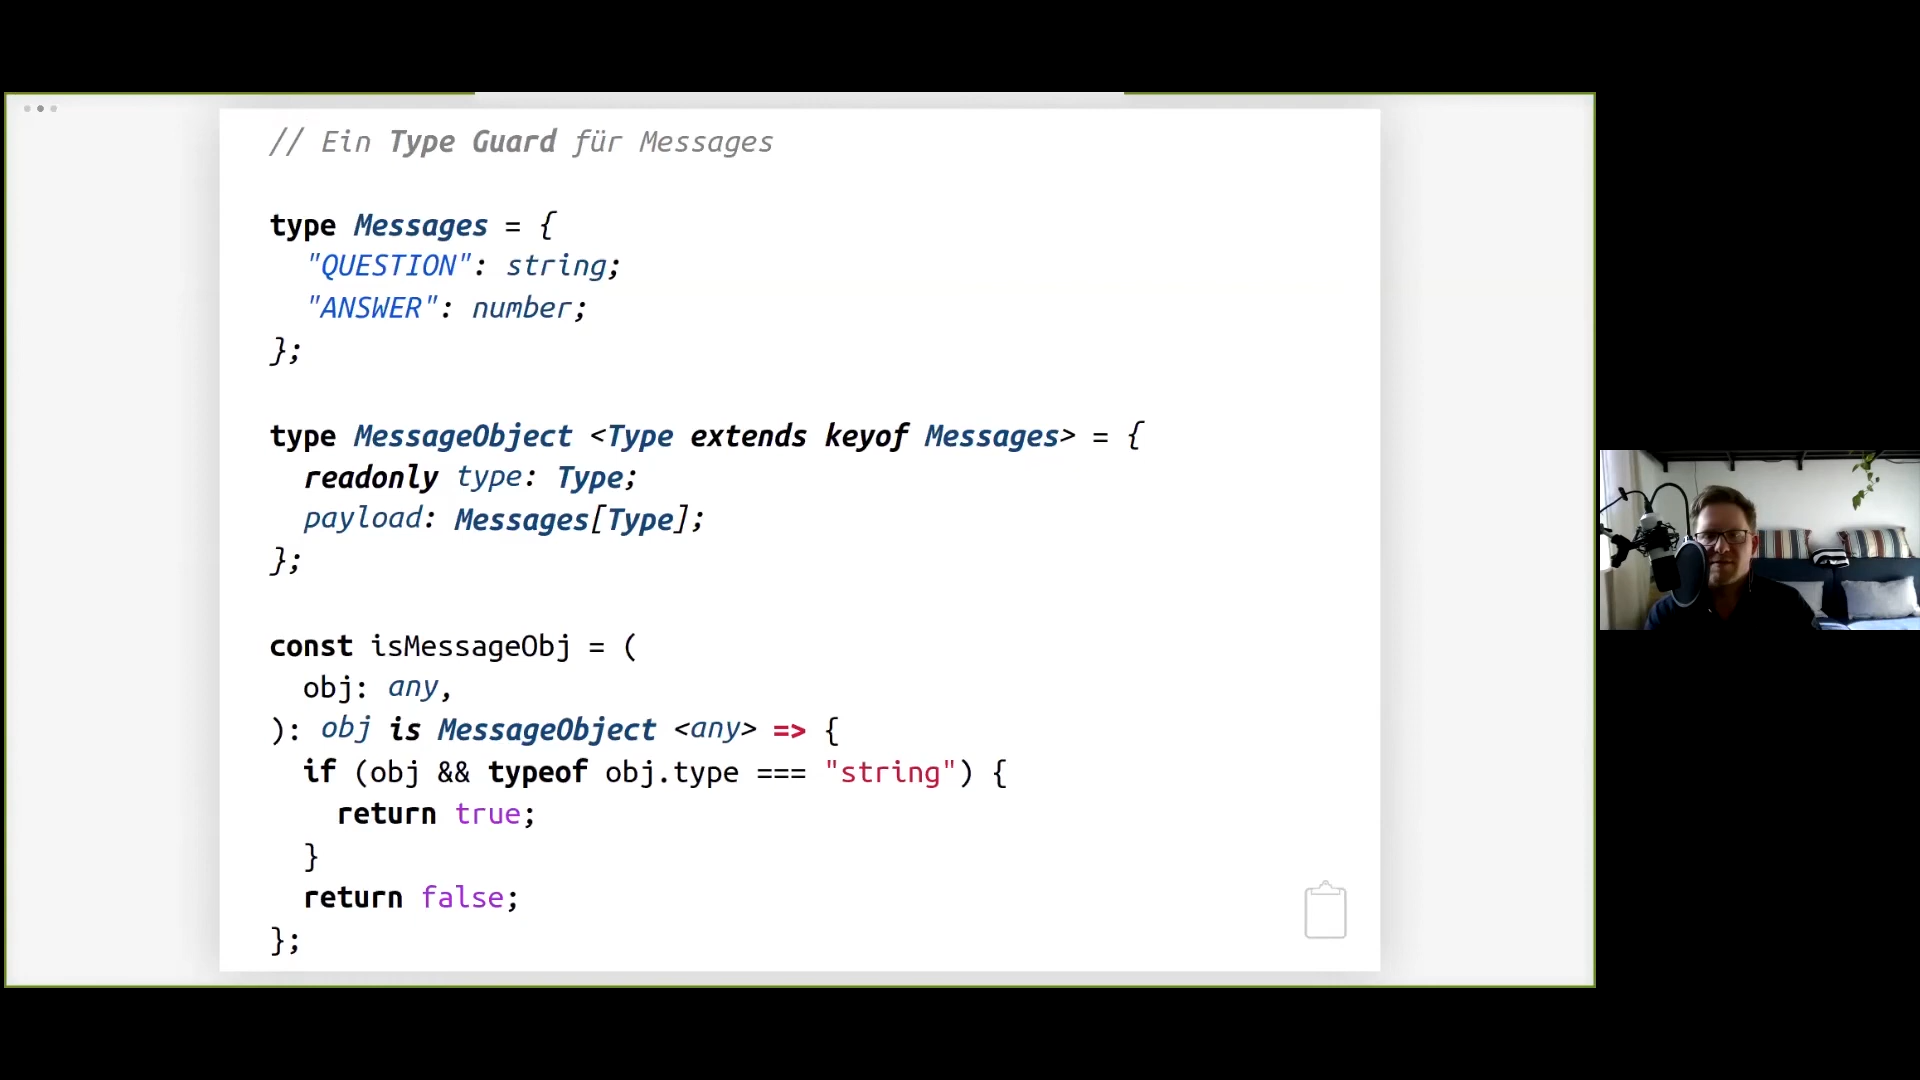 // Ein Type Guard für Messages
type Messages = {
"QUESTION": string;
"ANSWER": number;
};
type MessageObject <Type extends keyof Messages> = {
readonly type: Type;
payload: Messages[Type];
};
const isMessageObj = (
obj: any,
): obj is MessageObject <any> => {
if (obj && typeof obj.type === "string") {
return true;
}
return false;
};